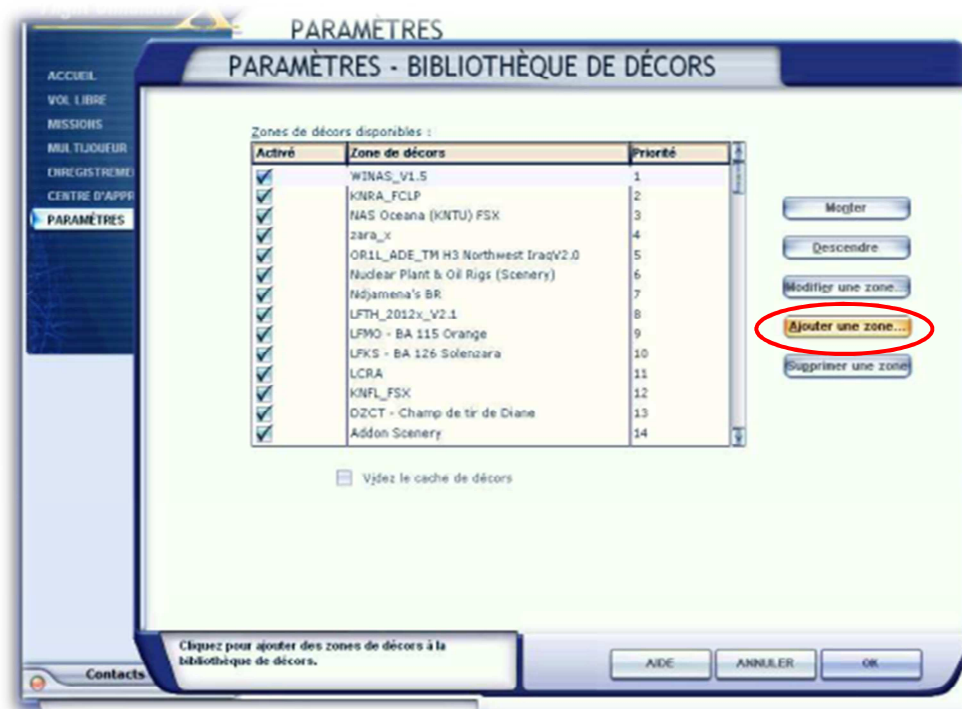 PARAMÈTRES
PARAMÈTRES - BIBLIOTHÈQUE DE DÉCORS
ACCUEIL
VOL LIBRE
MISSIONS
MULTIJOUEUR
ENREGISTREME
CENTRE D'APPR
PARAMÈTRES
Zones de décors disponibles :
Activé Zone de décors Priorité
WINAS_V1.5 1
KNRA_FCLP 2
NAS Oceana (KNTU) FSX 3
zara_x 4
OR1L_ADE_TM H3 Northwest IraqV2.0 5
Nuclear Plant & Oil Rigs (Scenery) 6
Ndjamena's BR 7
LFTH_2012x_V2.1 8
LFMO - BA 115 Orange 9
LFKS - BA 126 Solenzara 10
LCRA 11
KNFL_FSX 12
DZCT - Champ de tir de Diane 13
Addon Scenery 14
Monter
Descendre
Modifier une zone...
Ajouter une zone...
Supprimer une zone
Videz le cache de décors
Cliquez pour ajouter des zones de décors à la
bibliothèque de décors.
AIDE ANNULER OK
Contacts